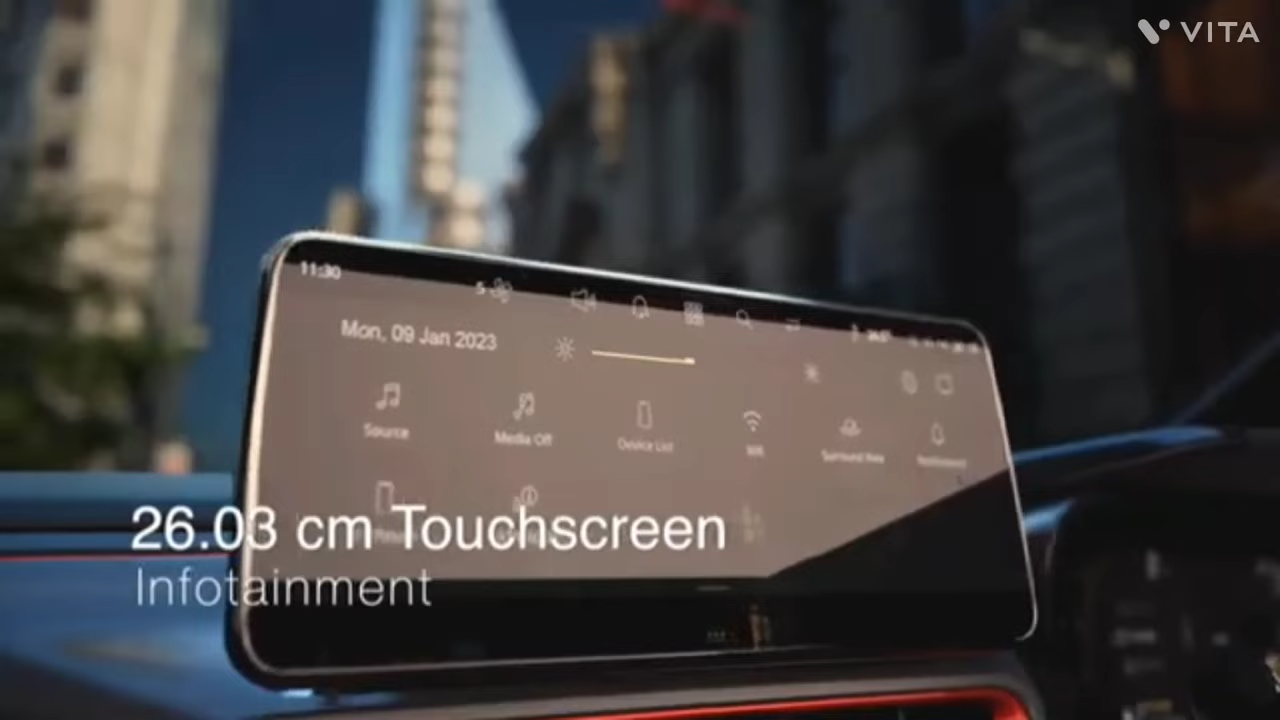 VITA
11:30
5
Mon, 09 Jan 2023
Source
Media Off
Device List
Wifi
Surround View
26.03 cm Touchscreen
Infotainment